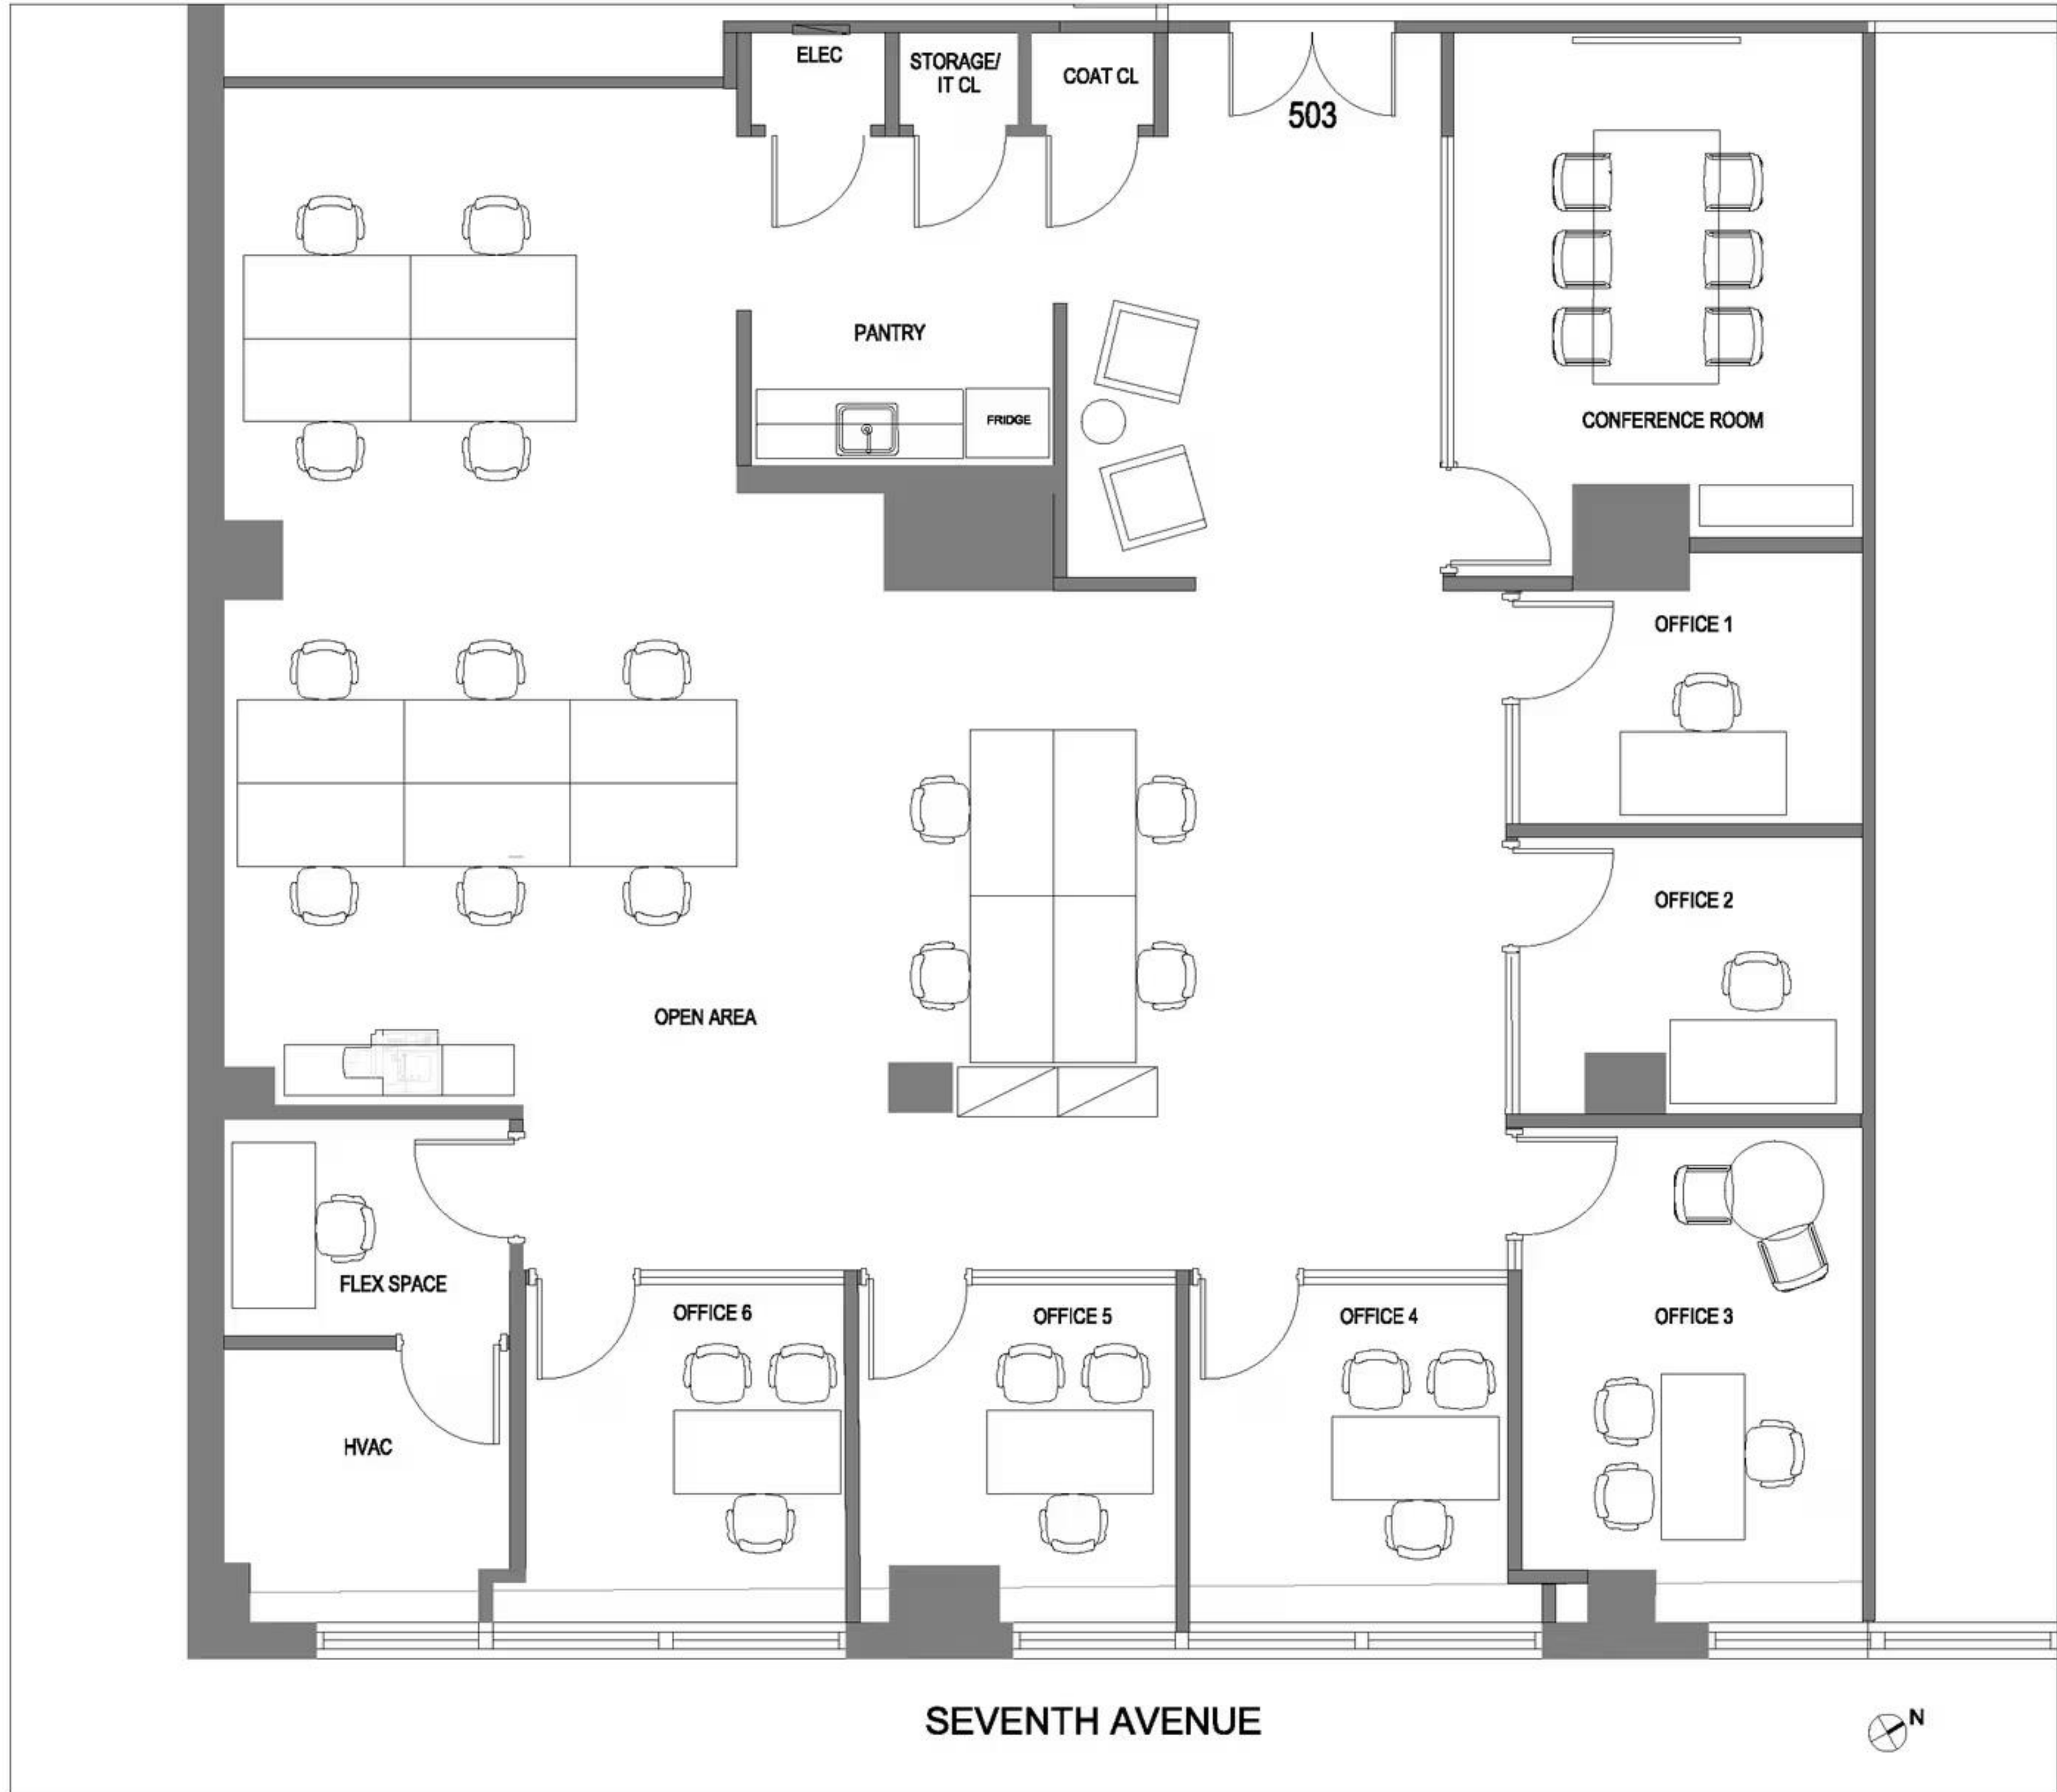 ELEC
STORAGE/
IT CL
COAT CL
503
PANTRY
FRIDGE
CONFERENCE ROOM
OFFICE 1
OFFICE 2
OPEN AREA
FLEX SPACE
OFFICE 6
OFFICE 5
OFFICE 4
OFFICE 3
HVAC
SEVENTH AVENUE
N